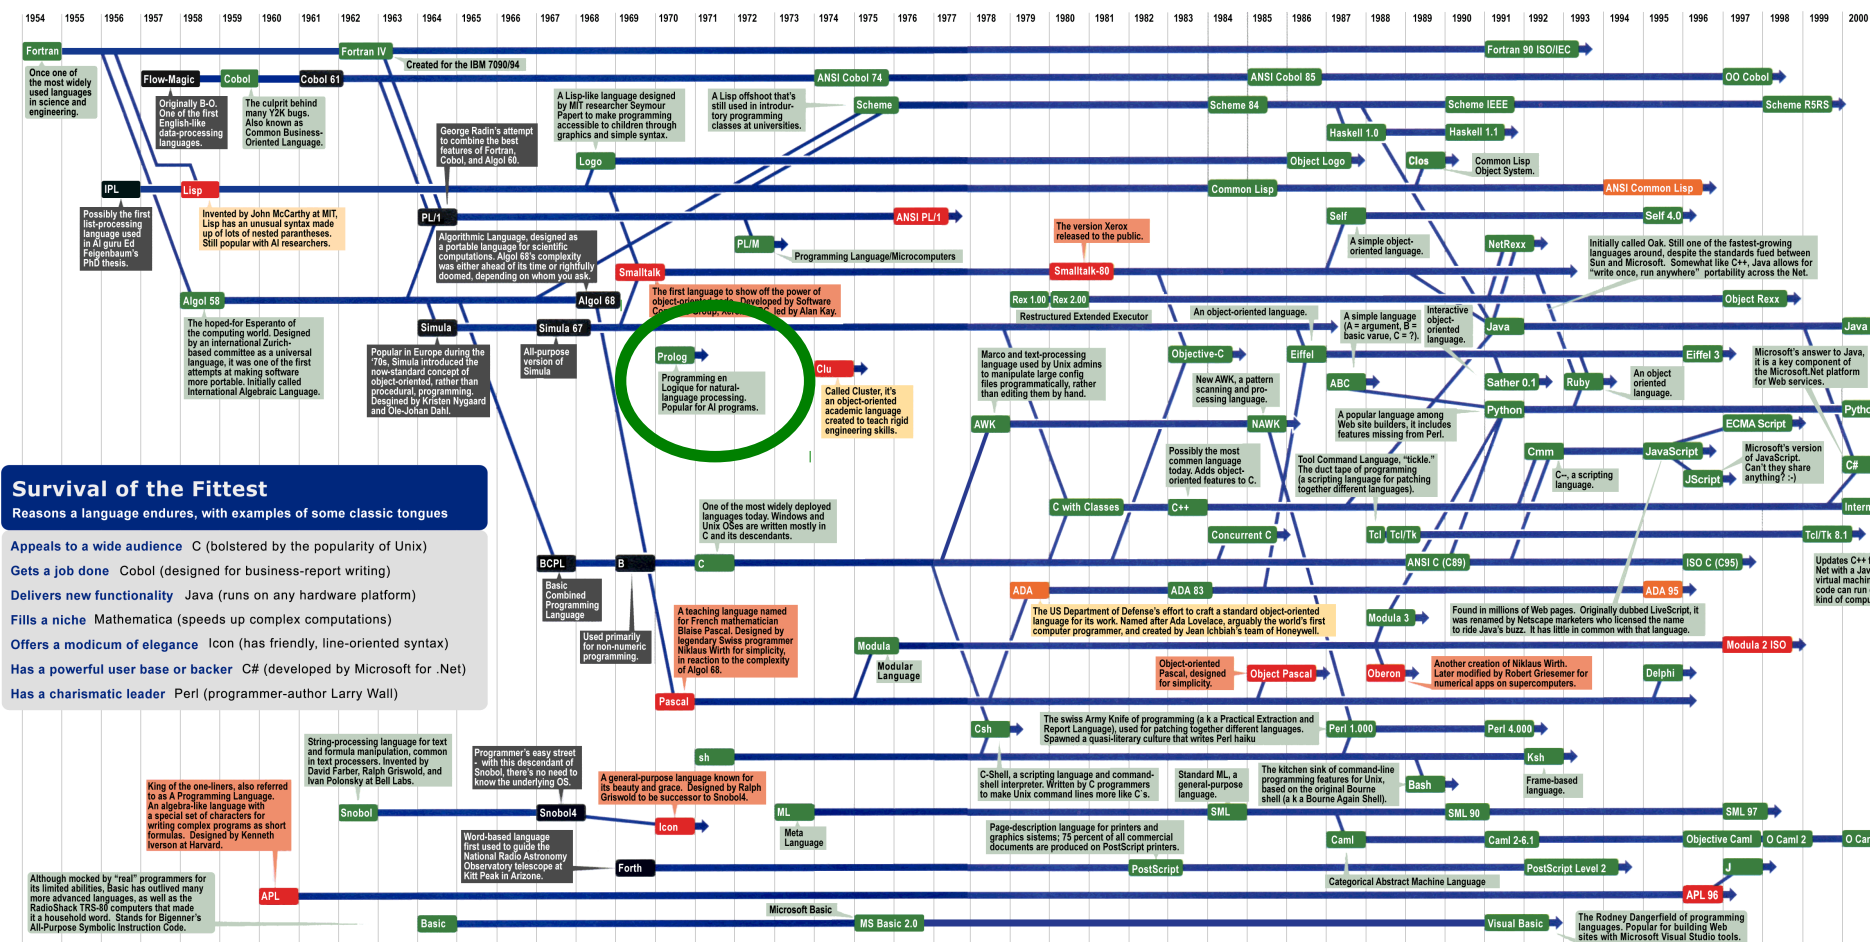 1954 1955 1956 1957 1958 1959 1960 1961 1962 1963 1964 1965 1966 1967 1968 1969 1970 1971 1972 1973 1974 1975 1976 1977 1978 1979 1980 1981 1982 1983 1984 1985 1986 1987 1988 1989 1990 1991 1992 1993 1994 1995 1996 1997 1998 1999 2000
Fortran
Fortran IV
Fortran 90 ISO/IEC
Once one of
the most widely
used languages
in science and
engineering.
Created for the IBM 7090/94
Flow-Magic
Cobol
Cobol 61
ANSI Cobol 74
ANSI Cobol 85
OO Cobol
Originally B-O.
One of the first
English-like
data-processing
languages.
The culprit behind
many Y2K bugs.
Also known as
Common Business-
Oriented Language.
A Lisp-like language designed
by MIT researcher Seymour
Papert to make programming
accessible to children through
graphics and simple syntax.
A Lisp offshoot that's
still used in introdur-
tory programming
classes at universities.
Scheme
Scheme 84
Scheme IEEE
Scheme R5RS
George Radin's attempt
to combine the best
features of Fortran,
Cobol, and Algol 60.
Haskell 1.0
Haskell 1.1
Logo
Object Logo
Clos
Common Lisp
Object System.
IPL
Lisp
Common Lisp
ANSI Common Lisp
Possibly the first
list-processing
language used
in AI guru Ed
Feigenbaum's
PhD thesis.
Invented by John McCarthy at MIT,
Lisp has an unusual syntax made
up of lots of nested parantheses.
Still popular with AI researchers.
PL/1
ANSI PL/1
Self
Self 4.0
Algorithmic Language, designed as
a portable language for scientific
computations. Algol 68's complexity
was either ahead of its time or rightfully
doomed, depending on whom you ask.
PL/M
Programming Language/Microcomputers
The version Xerox
released to the public.
A simple object-
oriented language.
NetRexx
Initially called Oak. Still one of the fastest-growing
languages around, despite the standards fued between
Sun and Microsoft. Somewhat like C++, Java allows for
"write once, run anywhere" portability across the Net.
Smalltalk
Smalltalk-80
The first language to show off the power of
led by Alan Kay.
Algol 58
Algol 68
Rex 1.00
Rex 2.00
Object Rexx
Restructured Extended Executor
The hoped-for Esperanto of
the computing world. Designed
by an international Zurich-
based committee as a universal
language, it was one of the first
attempts at making software
more portable. Initially called
International Algebraic Language.
Simula
Simula 67
Java
Java
Popular in Europe during the
'70s, Simula introduced the
now-standard concept of
object-oriented, rather than
procedural, programming.
Desgined by Kristen Nygaard
and Ole-Johan Dahl.
All-purpose
version of
Simula
An object-oriented language.
A simple language
(A = argument, B =
basic varue, C = ?).
Interactive
object-
oriented
language.
Prolog
Programming en
Logique for natural-
language processing.
Popular for AI programs.
Clu
Called Cluster, it's
an object-oriented
academic language
created to teach rigid
engineering skills.
Marco and text-processing
language used by Unix admins
to manipulate large config
files programmatically, rather
than editing them by hand.
Objective-C
Eiffel
Eiffel 3
Microsoft's answer to Java,
it is a key component of
the Microsoft.Net platform
for Web services.
New AWK, a pattern
scanning and pro-
cessing language.
ABC
Sather 0.1
Ruby
An object
oriented
language.
A popular language among
Web site builders, it includes
features missing from Perl.
Python
AWK
NAWK
ECMA Script
Possibly the most
commen language
today. Adds object-
oriented features to C.
Tool Command Language, "tickle."
The duct tape of programming
(a scripting language for patching
together different languages).
Cmm
C--, a scripting
language.
JavaScript
JScript
Microsoft's version
of JavaScript.
Can't they share
anything? :-)
C#
Survival of the Fittest
Reasons a language endures, with examples of some classic tongues
Appeals to a wide audience C (bolstered by the popularity of Unix)
Gets a job done Cobol (designed for business-report writing)
Delivers new functionality Java (runs on any hardware platform)
Fills a niche Mathematica (speeds up complex computations)
Offers a modicum of elegance Icon (has friendly, line-oriented syntax)
Has a powerful user base or backer C# (developed by Microsoft for .Net)
Has a charismatic leader Perl (programmer-author Larry Wall)
One of the most widely deployed
languages today. Windows and
Unix OSes are written mostly in
C and its descendants.
C with Classes
C++
Intern
Concurrent C
Tcl
Tcl/Tk
Tcl/Tk 8.1
BCPL
B
C
ANSI C (C89)
ISO C (C95)
Basic
Combined
Programming
Language
Used primarily
for non-numeric
programming.
ADA
ADA 83
ADA 95
The US Department of Defense's effort to craft a standard object-oriented
language for its work. Named after Ada Lovelace, arguably the world's first
computer programmer, and created by Jean Ichbiah's team of Honeywell.
Updates C++ f
Net with a Jav
virtual machin
code can run o
kind of compu
A teaching language named
for French mathematician
Blaise Pascal. Designed by
legendary Swiss programmer
Niklaus Wirth for simplicity,
in reaction to the complexity
of Algol 68.
Modula 3
Found in millions of Web pages. Originally dubbed LiveScript, it
was renamed by Netscape marketers who licensed the name
to ride Java's buzz. It has little in common with that language.
Modula
Modular
Language
Modula 2 ISO
Object-oriented
Pascal, designed
for simplicity.
Object Pascal
Oberon
Another creation of Niklaus Wirth.
Later modified by Robert Griesemer for
numerical apps on supercomputers.
Delphi
Pascal
Csh
The swiss Army Knife of programming (a k a Practical Extraction and
Report Language), used for patching together different languages.
Spawned a quasi-literary culture that writes Perl haiku
Perl 1.000
Perl 4.000
String-processing language for text
and formula manipulation, common
in text processors. Invented by
David Farber, Ralph Griswold, and
Ivan Polonsky at Bell Labs.
Programmer's easy street
- with this descendant of
Snobol, there's no need to
know the underlying OS.
sh
Ksh
Frame-based
language.
A general-purpose language known for
its beauty and grace. Designed by Ralph
Griswold to be successor to Snobol4.
C-Shell, a scripting language and command-
shell interpreter. Written by C programmers
to make Unix command lines more like C`s.
Standard ML, a
general-purpose
language.
The kitchen sink of command-line
programming features for Unix,
based on the original Bourne
shell (a k a Bourne Again Shell).
Bash
King of the one-liners, also referred
to as A Programming Language.
An algebra-like language with
a special set of characters for
writing complex programs as short
formulas. Designed by Kenneth
Iverson at Harvard.
Snobol
Snobol4
Icon
ML
Meta
Language
SML
SML 90
SML 97
Word-based language
first used to guide the
National Radio Astronomy
Observatory telescope at
Kitt Peak in Arizone.
Page-description language for printers and
graphics sistems; 75 percent of all commercial
documents are produced on PostScript printers.
Caml
Caml 2-6.1
Objective Caml
O Caml 2
O Cam
Forth
PostScript
PostScript Level 2
J
Categorical Abstract Machine Language
Although mocked by "real" programmers for
its limited abilities, Basic has outlived many
more advanced languages, as well as the
RadioShack TRS-80 computers that made
it a household word. Stands for Bigenner's
All-Purpose Symbolic Instruction Code.
APL
APL 96
Basic
Microsoft Basic
MS Basic 2.0
Visual Basic
The Rodney Dangerfield of programming
languages. Popular for building Web
sites with Microsoft Visual Studio tools.